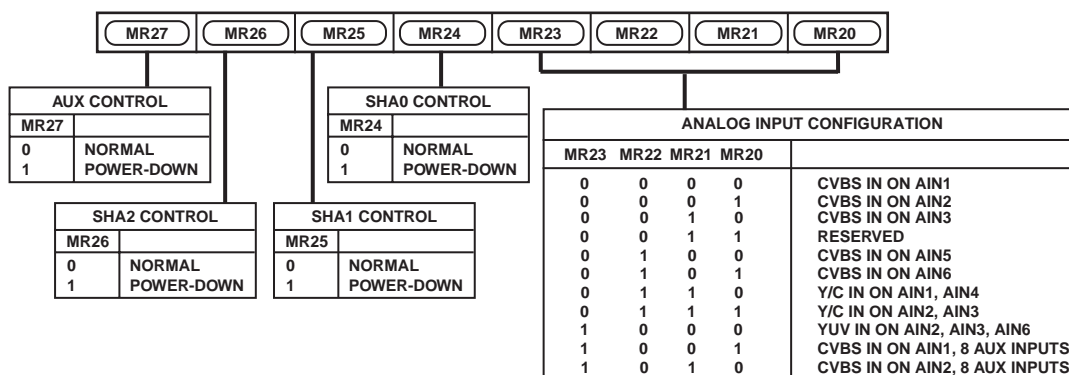 MR27 MR26 MR25 MR24 MR23 MR22 MR21 MR20
AUX CONTROL
MR27
0 NORMAL
1 POWER-DOWN
SHA0 CONTROL
MR24
0 NORMAL
1 POWER-DOWN
SHA2 CONTROL
MR26
0 NORMAL
1 POWER-DOWN
SHA1 CONTROL
MR25
0 NORMAL
1 POWER-DOWN
ANALOG INPUT CONFIGURATION
MR23 MR22 MR21 MR20
0 0 0 0 CVBS IN ON AIN1
0 0 0 1 CVBS IN ON AIN2
0 0 1 0 CVBS IN ON AIN3
0 0 1 1 RESERVED
0 1 0 0 CVBS IN ON AIN5
0 1 0 1 CVBS IN ON AIN6
0 1 1 0 Y/C IN ON AIN1, AIN4
0 1 1 1 Y/C IN ON AIN2, AIN3
1 0 0 0 YUV IN ON AIN2, AIN3, AIN6
1 0 0 1 CVBS IN ON AIN1, 8 AUX INPUTS
1 0 1 0 CVBS IN ON AIN2, 8 AUX INPUTS